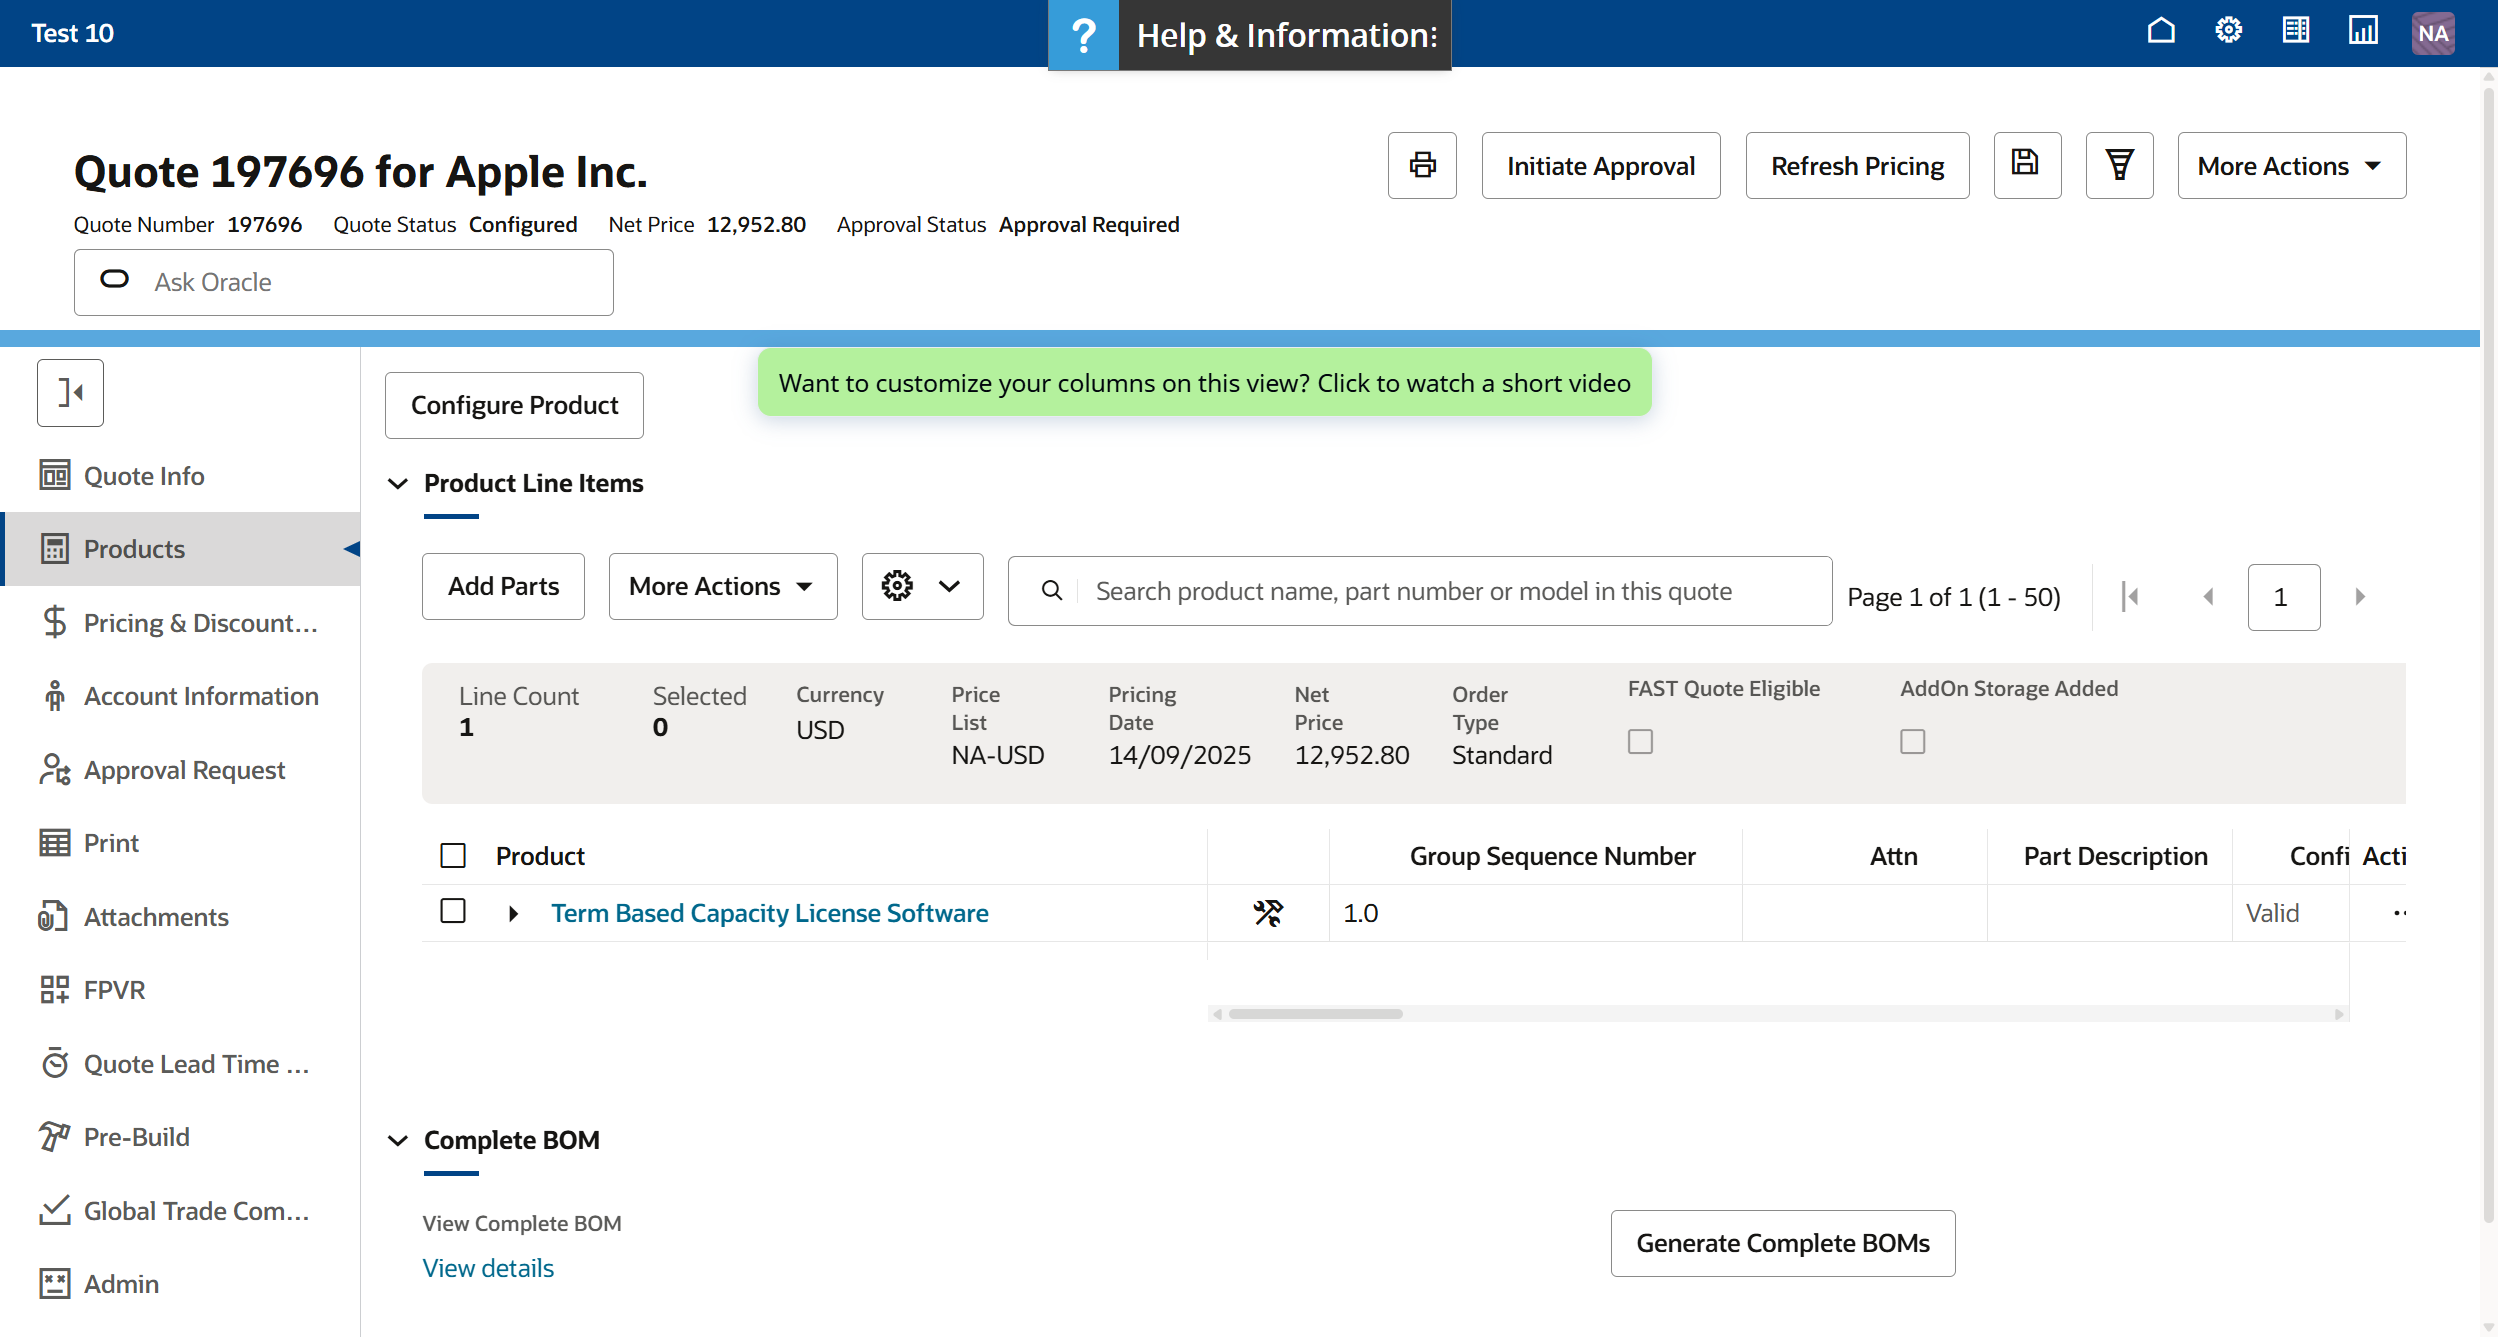 Test 10
? Help & Information
NA
Quote 197696 for Apple Inc.
Initiate Approval
Refresh Pricing
More Actions
Quote Number 197696 Quote Status Configured Net Price 12,952.80 Approval Status Approval Required
Ask Oracle
Want to customize your columns on this view? Click to watch a short video
Configure Product
Quote Info
Products
Pricing & Discount...
Account Information
Approval Request
Print
Attachments
FPVR
Quote Lead Time ...
Pre-Build
Global Trade Com...
Admin
Product Line Items
Add Parts
More Actions
Search product name, part number or model in this quote
Page 1 of 1 (1 - 50)
1
Line Count
1
Selected
0
Currency
USD
Price
List
NA-USD
Pricing
Date
14/09/2025
Net
Price
12,952.80
Order
Type
Standard
FAST Quote Eligible
AddOn Storage Added
Product Group Sequence Number Attn Part Description Confi Acti
Term Based Capacity License Software 1.0 Valid
Complete BOM
View Complete BOM
View details
Generate Complete BOMs